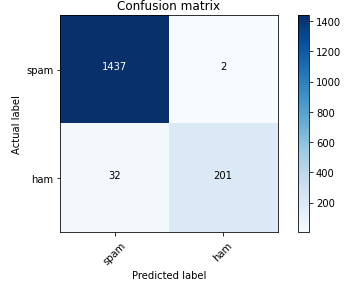 Confusion matrix
Actual label
spam
1437
2
ham
32
201
spam
ham
Predicted label
1400
1200
1000
800
600
400
200